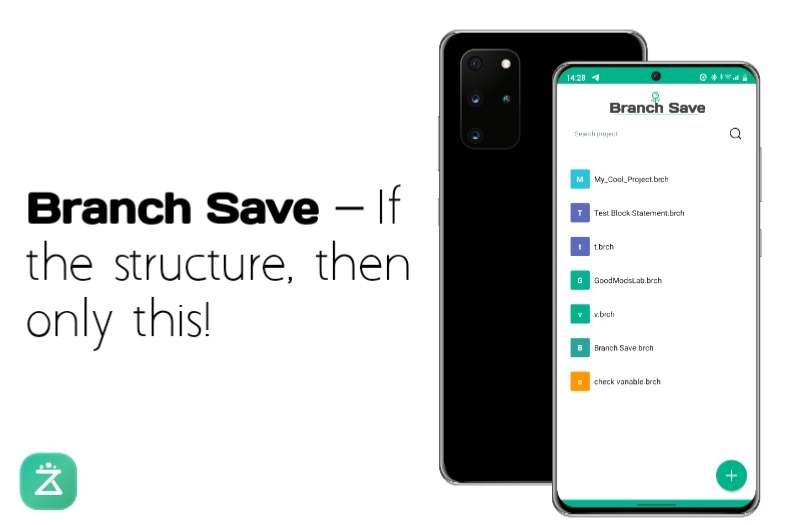 Branch Save – If
the structure, then
only this!
14:28
Branch Save
Search project
M My_Cool_Project.brch
T Test Block Statement.brch
t t.brch
G GoodModsLab.brch
v v.brch
B Branch Save.brch
c check vanable.brch